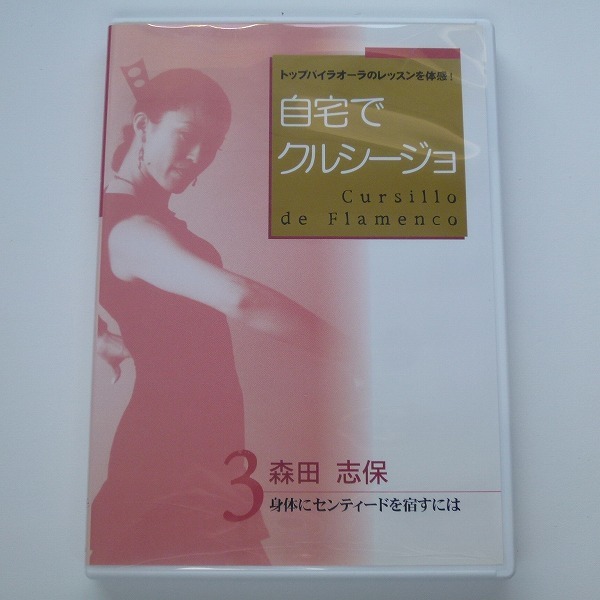 トップバイラオーラのレッスンを体感！
自宅で
クルシージョ
Cursillo
de Flamenco
3 森田 志保
身体にセンティードを宿すには